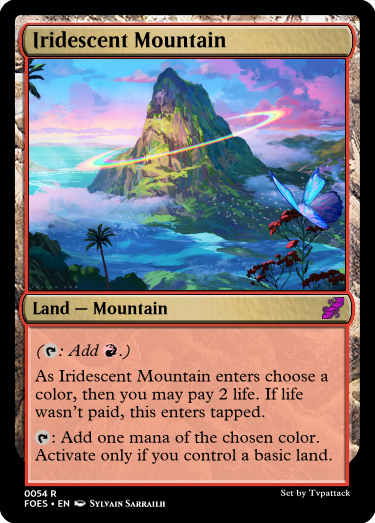 Iridescent Mountain
Land — Mountain
(T: Add R.)
As Iridescent Mountain enters choose a
color, then you may pay 2 life. If life
wasn't paid, this enters tapped.
: Add one mana of the chosen color.
Activate only if you control a basic land.
0054 R
Set by Tvpattack
FOES • EN Sylvain Sarrailh